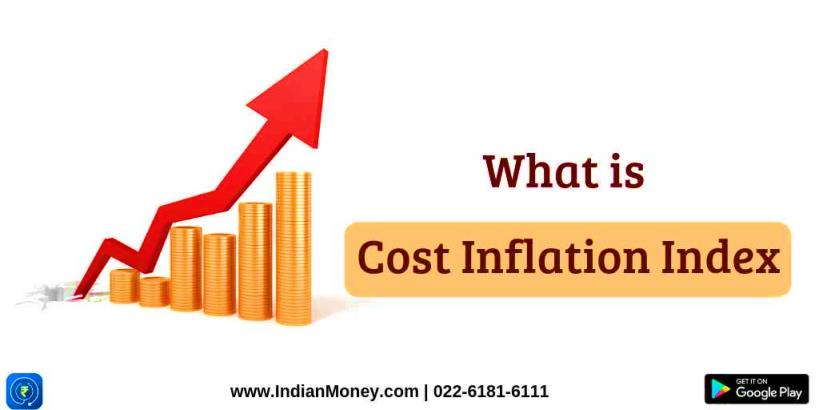 What is
Cost Inflation Index
www.IndianMoney.com | 022-6181-6111
GET IT ON
Google Play